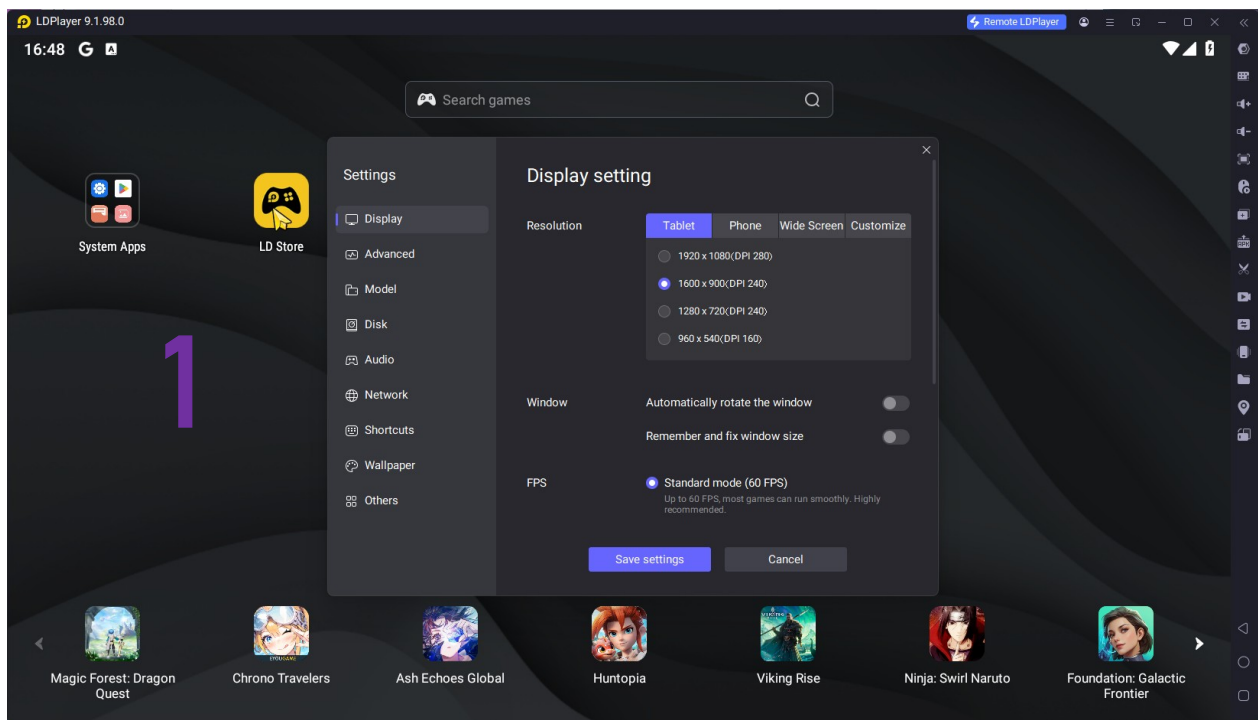 LDPlayer 9.1.98.0
Remote LDPlayer
16:48 G A
Search games
System Apps
LD Store
1
Settings
Display
Advanced
Model
Disk
Audio
Network
Shortcuts
Wallpaper
Others
Display setting
Resolution
Tablet Phone Wide Screen Customize
1920 x 1080(DPI 280)
1600 x 900(DPI 240)
1280 x 720(DPI 240)
960 x 540(DPI 160)
Window
Automatically rotate the window
Remember and fix window size
FPS
Standard mode (60 FPS)
Up to 60 FPS, most games can run smoothly. Highly
recommended.
Save settings Cancel
Magic Forest: Dragon
Quest
Chrono Travelers
Ash Echoes Global
Huntopia
Viking Rise
Ninja: Swirl Naruto
Foundation: Galactic
Frontier